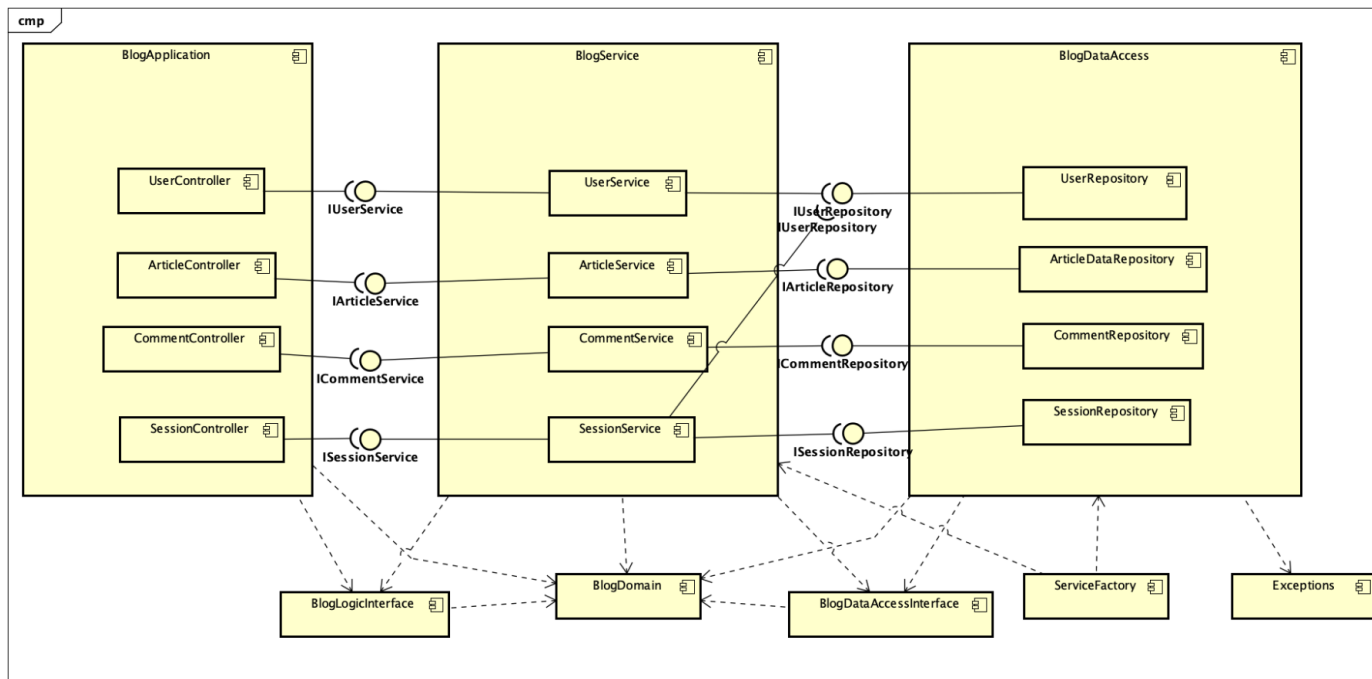 cmp
BlogApplication
BlogService
BlogDataAccess
UserController
IUserService
UserService
IUserRepository
IUserRepository
UserRepository
ArticleController
IArticleService
ArticleService
IArticleRepository
ArticleDataRepository
CommentController
ICommentService
CommentService
ICommentRepository
CommentRepository
SessionController
ISessionService
SessionService
ISessionRepository
SessionRepository
BlogLogicInterface
BlogDomain
BlogDataAccessInterface
ServiceFactory
Exceptions